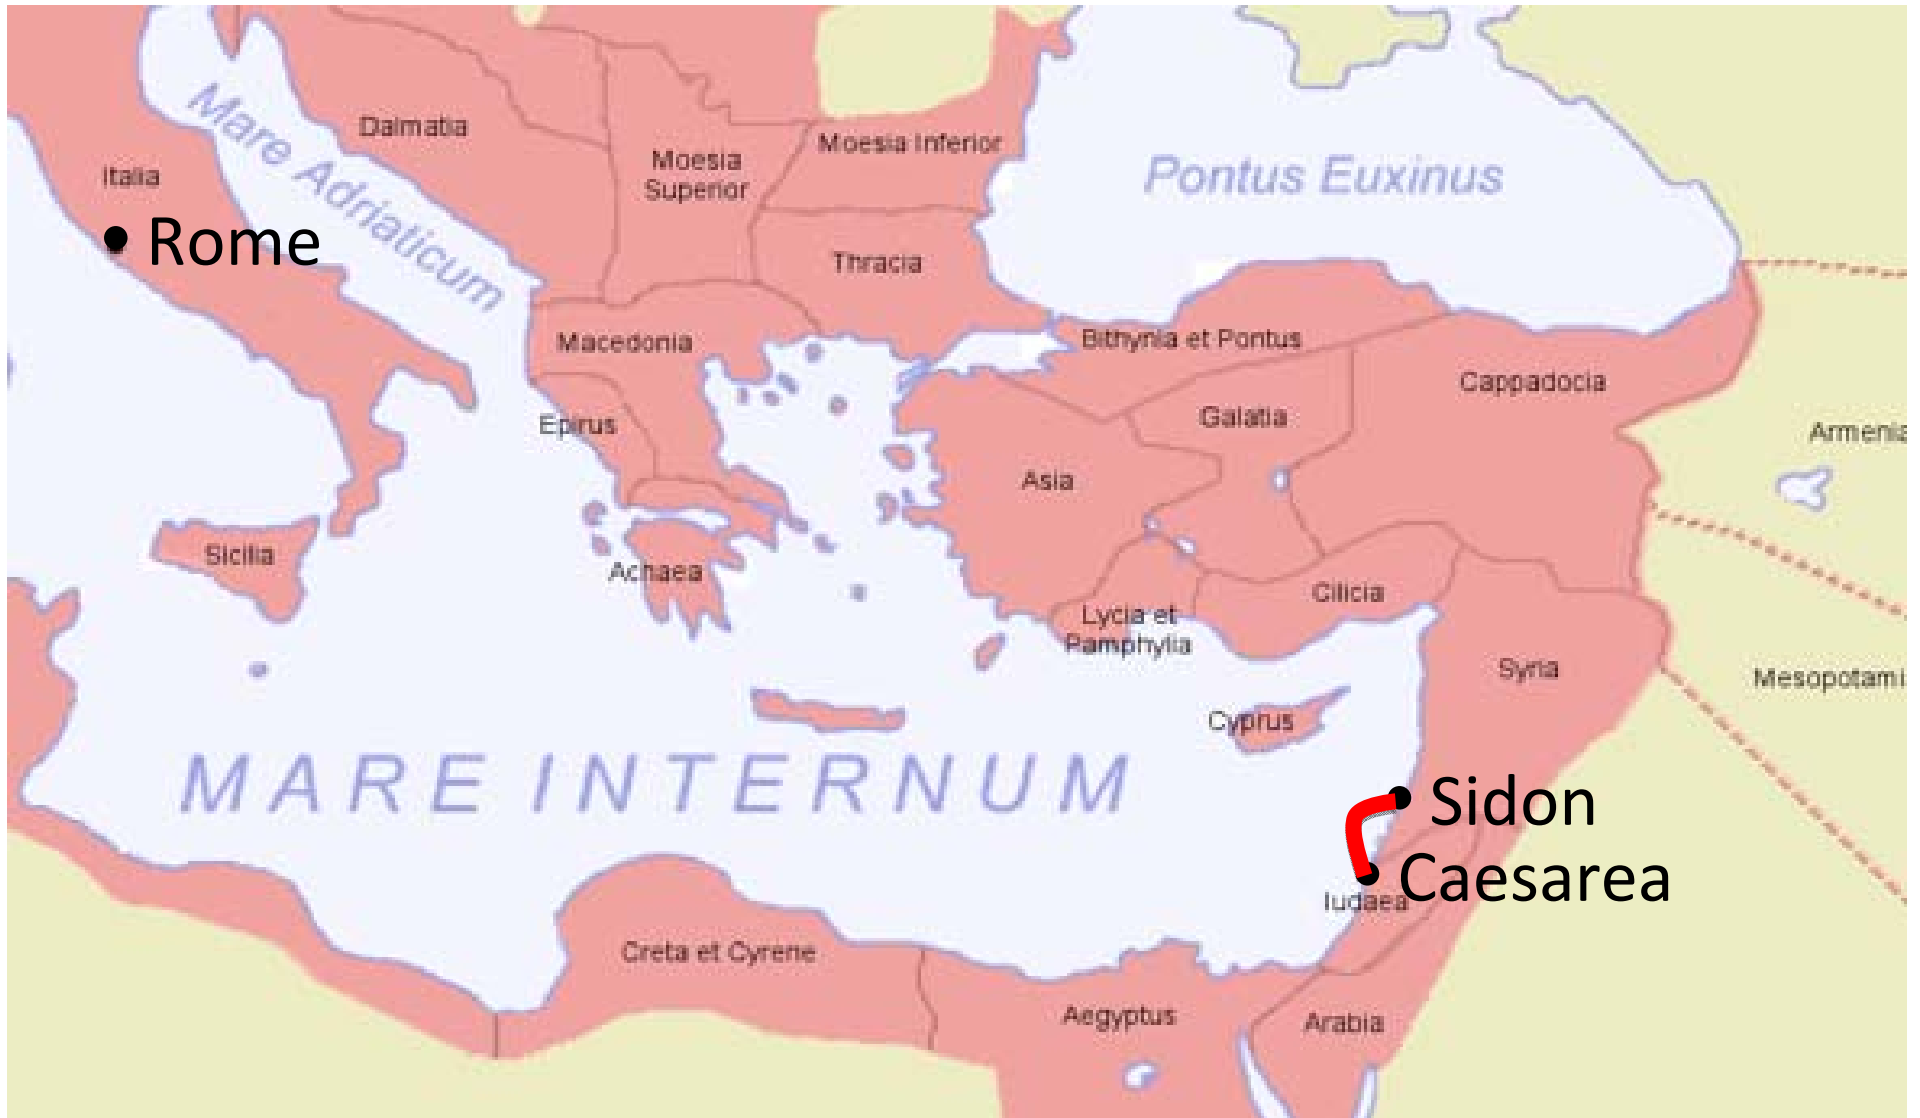 Dalmatia
Mare Adriaticum
Moesia Inferior
Moesia
Superior
Italia
Pontus Euxinus
Rome
Thracia
Macedonia
Bithynia et Pontus
Cappadocia
Epirus
Galatia
Armenia
Asia
Sicilia
Achaea
Cilicia
Lycia et
Pamphylia
Syria
Mesopotami
Cyprus
MARE INTERNUM
Sidon
Caesarea
Iudaea
Creta et Cyrene
Aegyptus
Arabia